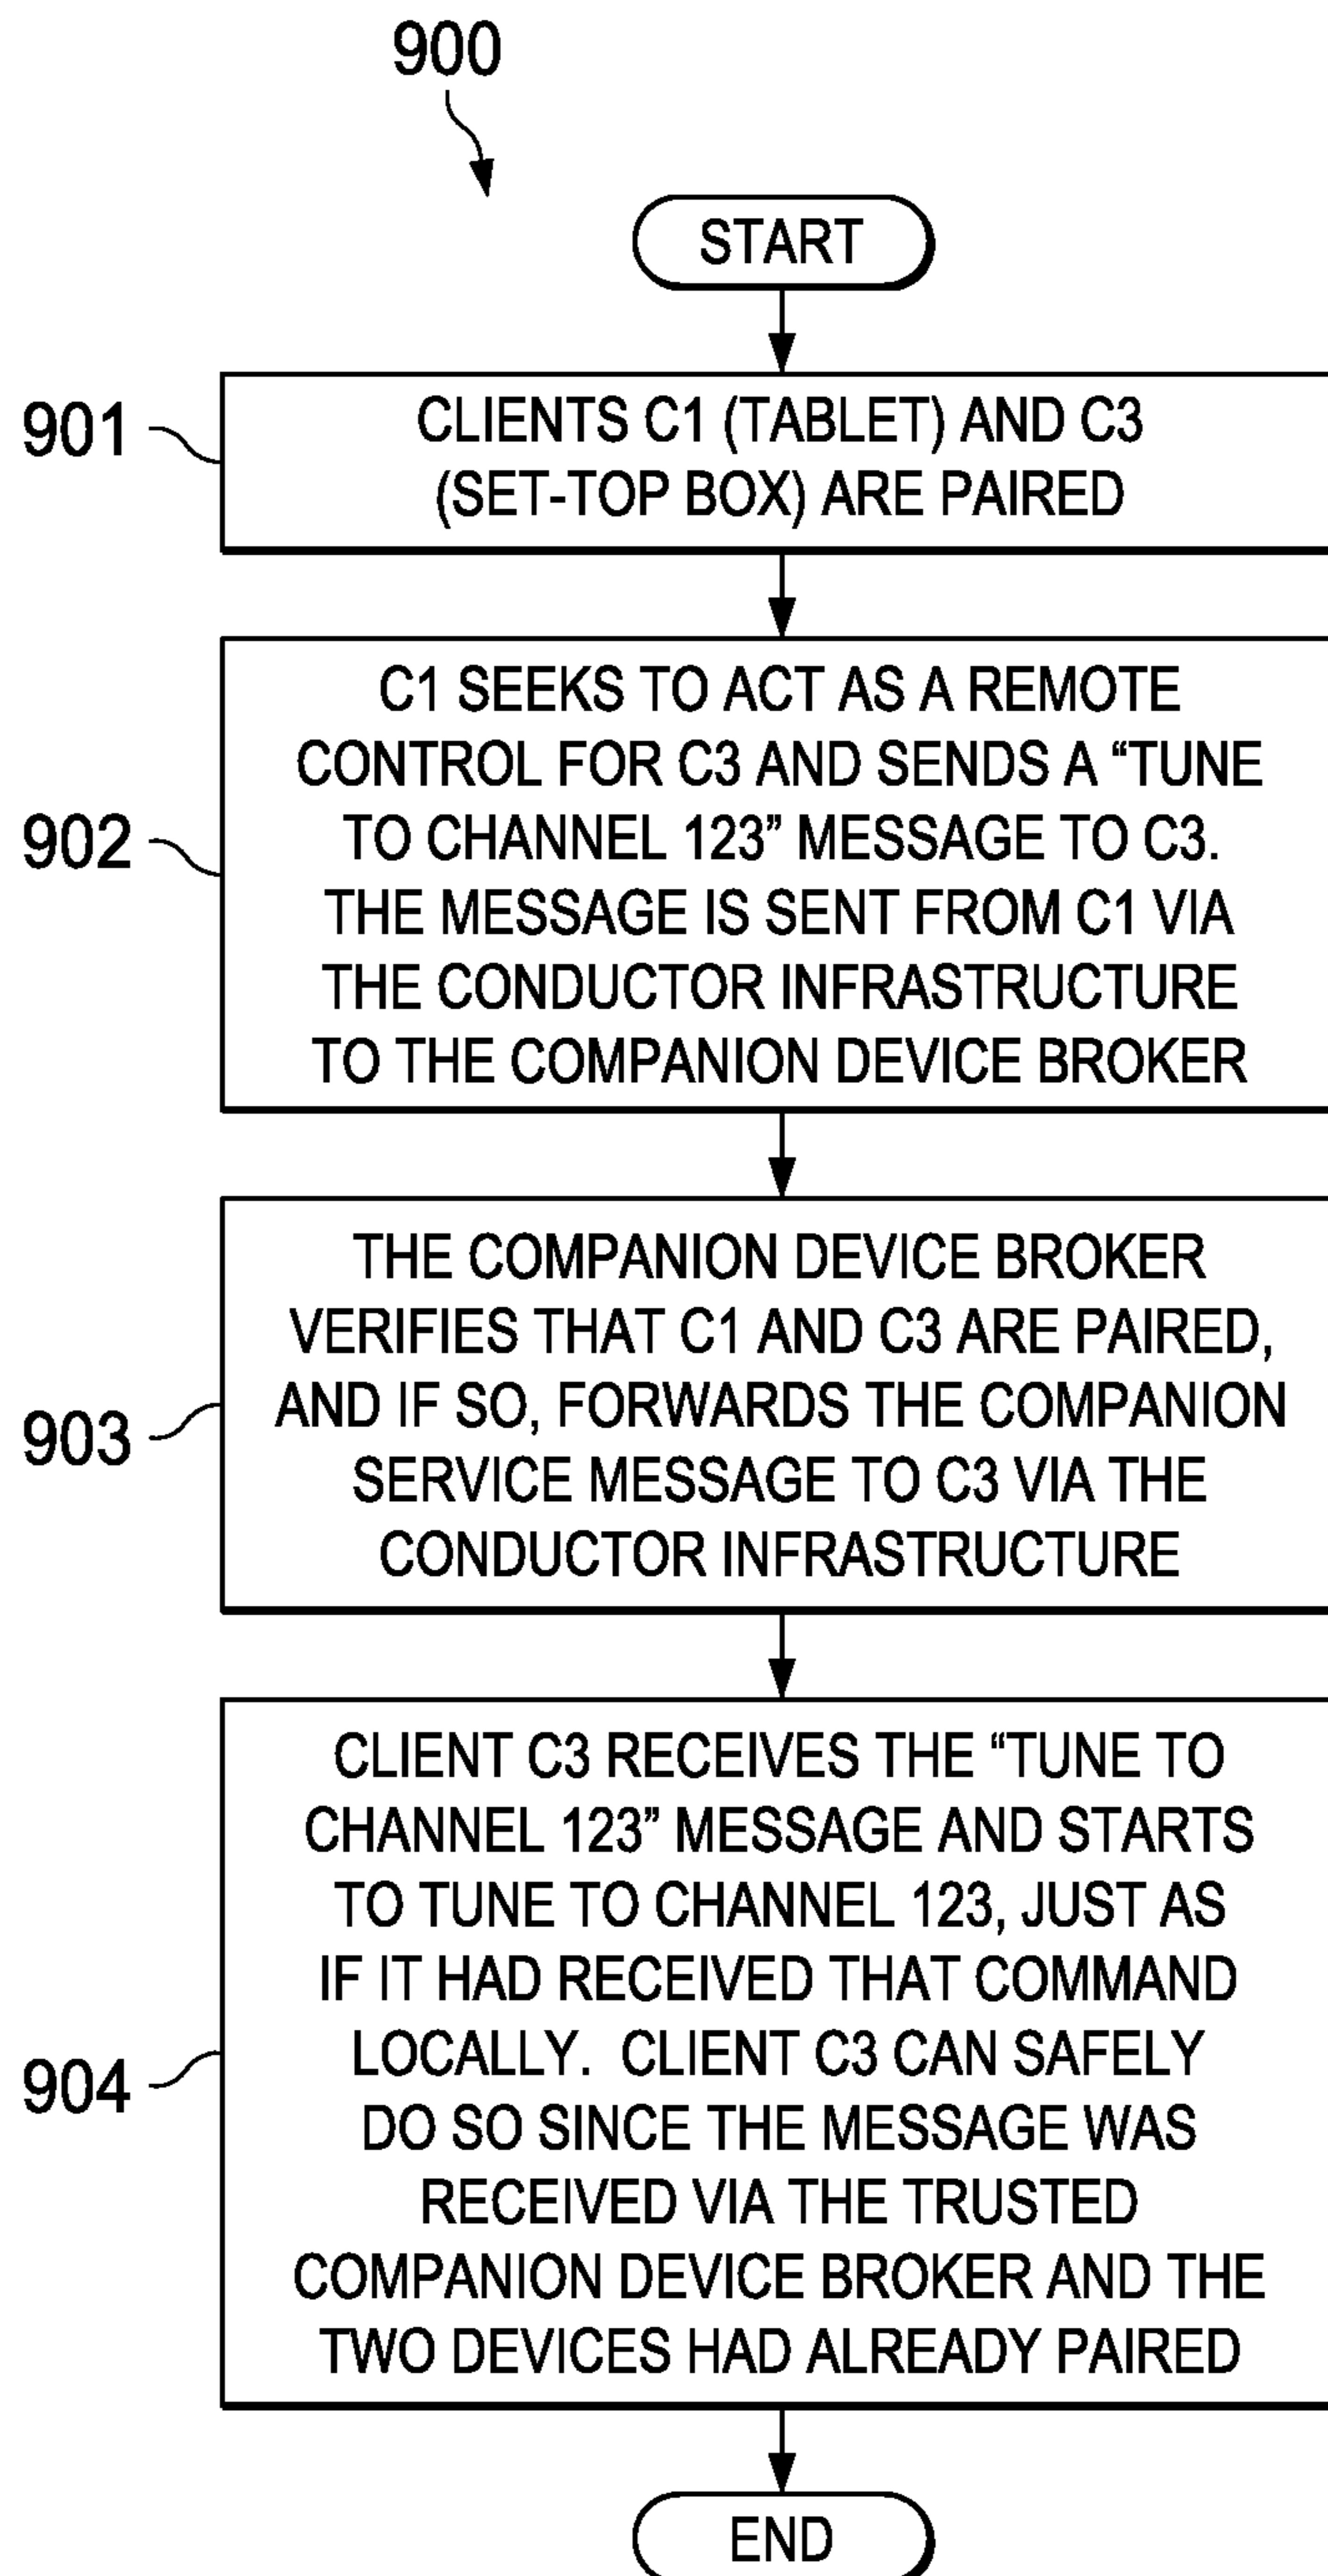 900
START
901
CLIENTS C1 (TABLET) AND C3
(SET-TOP BOX) ARE PAIRED
902
C1 SEEKS TO ACT AS A REMOTE
CONTROL FOR C3 AND SENDS A “TUNE
TO CHANNEL 123” MESSAGE TO C3.
THE MESSAGE IS SENT FROM C1 VIA
THE CONDUCTOR INFRASTRUCTURE
TO THE COMPANION DEVICE BROKER
903
THE COMPANION DEVICE BROKER
VERIFIES THAT C1 AND C3 ARE PAIRED,
AND IF SO, FORWARDS THE COMPANION
SERVICE MESSAGE TO C3 VIA THE
CONDUCTOR INFRASTRUCTURE
904
CLIENT C3 RECEIVES THE “TUNE TO
CHANNEL 123” MESSAGE AND STARTS
TO TUNE TO CHANNEL 123, JUST AS
IF IT HAD RECEIVED THAT COMMAND
LOCALLY. CLIENT C3 CAN SAFELY
DO SO SINCE THE MESSAGE WAS
RECEIVED VIA THE TRUSTED
COMPANION DEVICE BROKER AND THE
TWO DEVICES HAD ALREADY PAIRED
END